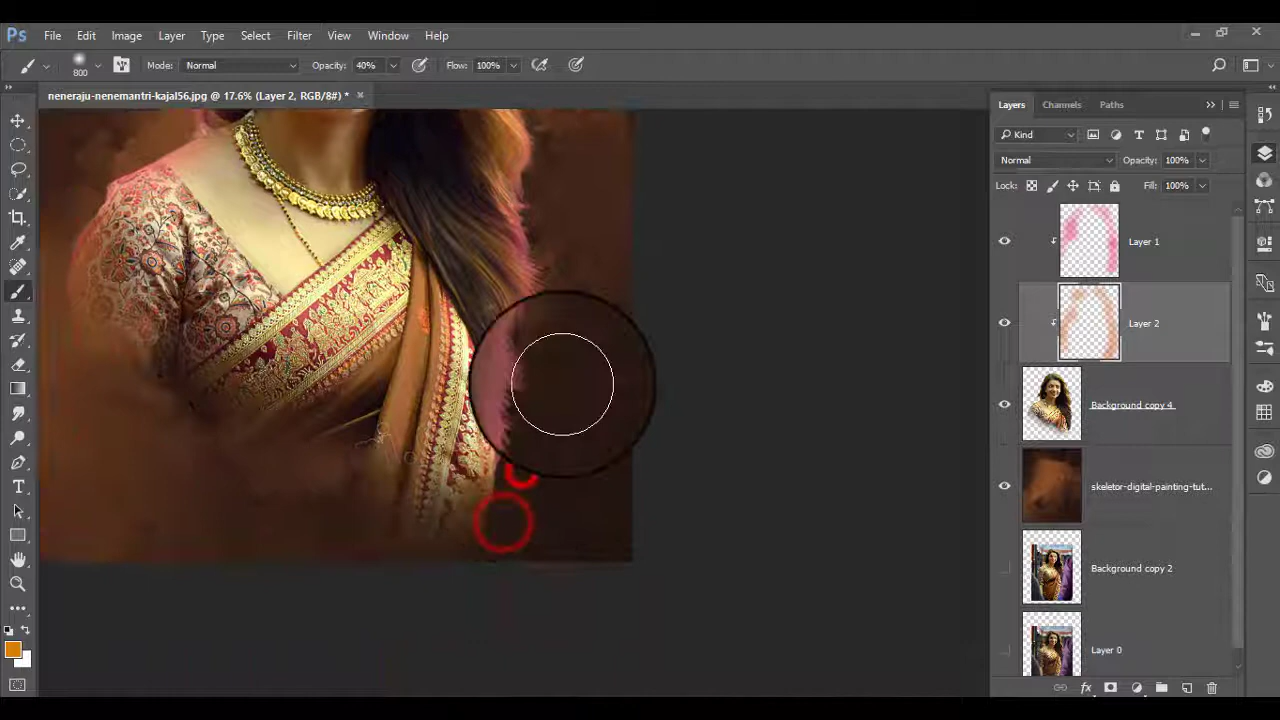 Ps File Edit Image Layer Type Select Filter 3D View Window Help
800 Mode: Normal Opacity: 40% Flow: 100%
neneraju-nenemantri-kajal56.jpg @ 17.6% (Layer 2, RGB/8#) * ×
Layers Channels Paths
Kind
Normal Opacity: 100%
Lock: Fill: 100%
Layer 1
Layer 2
Background copy 4
skeletor-digital-painting-tut...
Background copy 2
Layer 0
fx